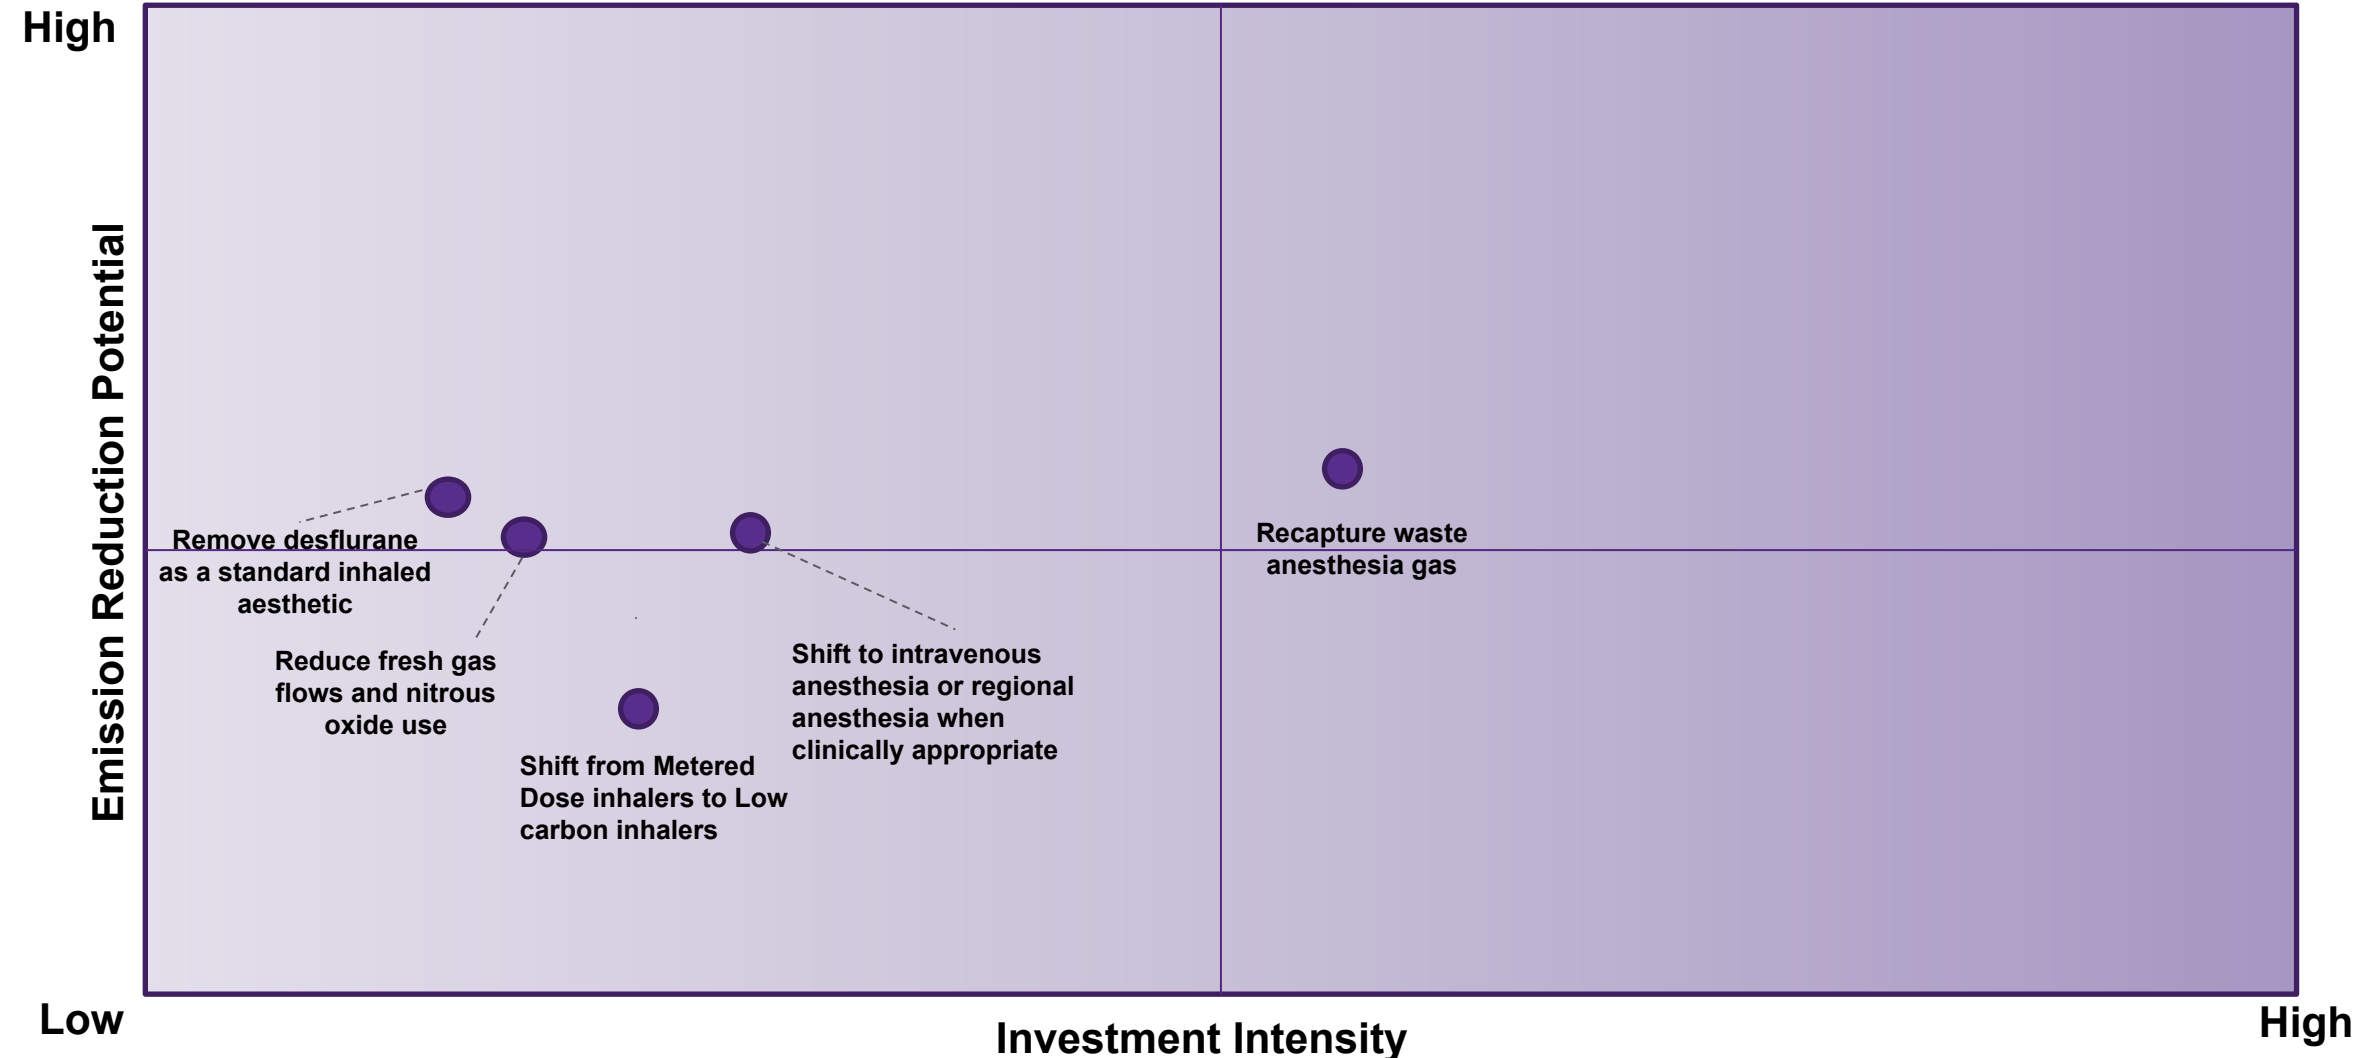 High
Emission Reduction Potential
Remove desflurane
as a standard inhaled
aesthetic
Reduce fresh gas
flows and nitrous
oxide use
Shift from Metered
Dose inhalers to Low
carbon inhalers
Shift to intravenous
anesthesia or regional
anesthesia when
clinically appropriate
Recapture waste
anesthesia gas
Low
Investment Intensity
High